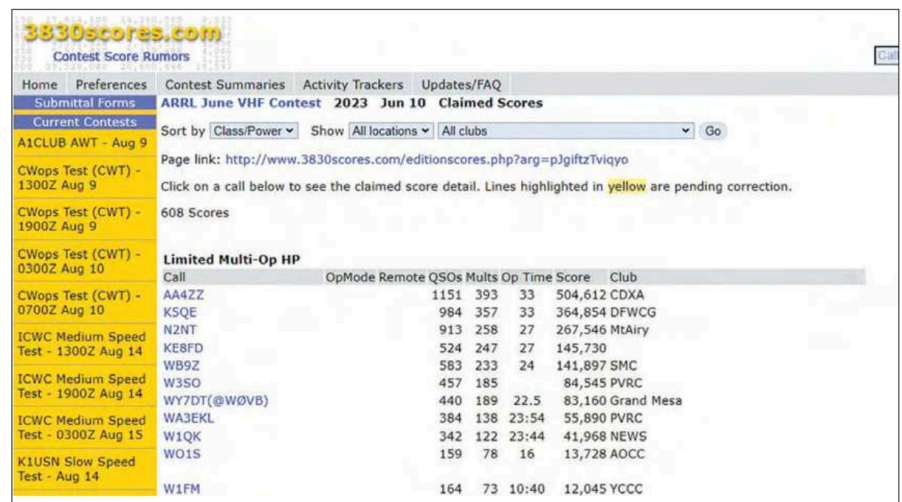 3830scores.com
Contest Score Rumors
Home Preferences Contest Summaries Activity Trackers Updates/FAQ
Submittal Forms
Current Contests
A1CLUB AWT - Aug 9
CWops Test (CWT) -
1300Z Aug 9
CWops Test (CWT) -
1900Z Aug 9
CWops Test (CWT) -
0300Z Aug 10
CWops Test (CWT) -
0700Z Aug 10
ICWC Medium Speed
Test - 1300Z Aug 14
ICWC Medium Speed
Test - 1900Z Aug 14
ICWC Medium Speed
Test - 0300Z Aug 15
K1USN Slow Speed
Test - Aug 14
ARRL June VHF Contest 2023 Jun 10 Claimed Scores
Sort by Class/Power Show All locations All clubs Go
Page link: http://www.3830scores.com/editionscores.php?arg=pJgiftzTviqyo
Click on a call below to see the claimed score detail. Lines highlighted in yellow are pending correction.
608 Scores
Limited Multi-Op HP
Call OpMode Remote QSOs Mults Op Time Score Club
AA4ZZ 1151 393 33 504,612 CDXA
K5QE 984 357 33 364,854 DFWCG
N2NT 913 258 27 267,546 MtAiry
KE8FD 524 247 27 145,730
WB9Z 583 233 24 141,897 SMC
W3SO 457 185 84,545 PVRC
WY7DT(@WØVB) 440 189 22.5 83,160 Grand Mesa
WA3EKL 384 138 23:54 55,890 PVRC
W1QK 342 122 23:44 41,968 NEWS
WO1S 159 78 16 13,728 AOCC
W1FM 164 73 10:40 12,045 YCCC